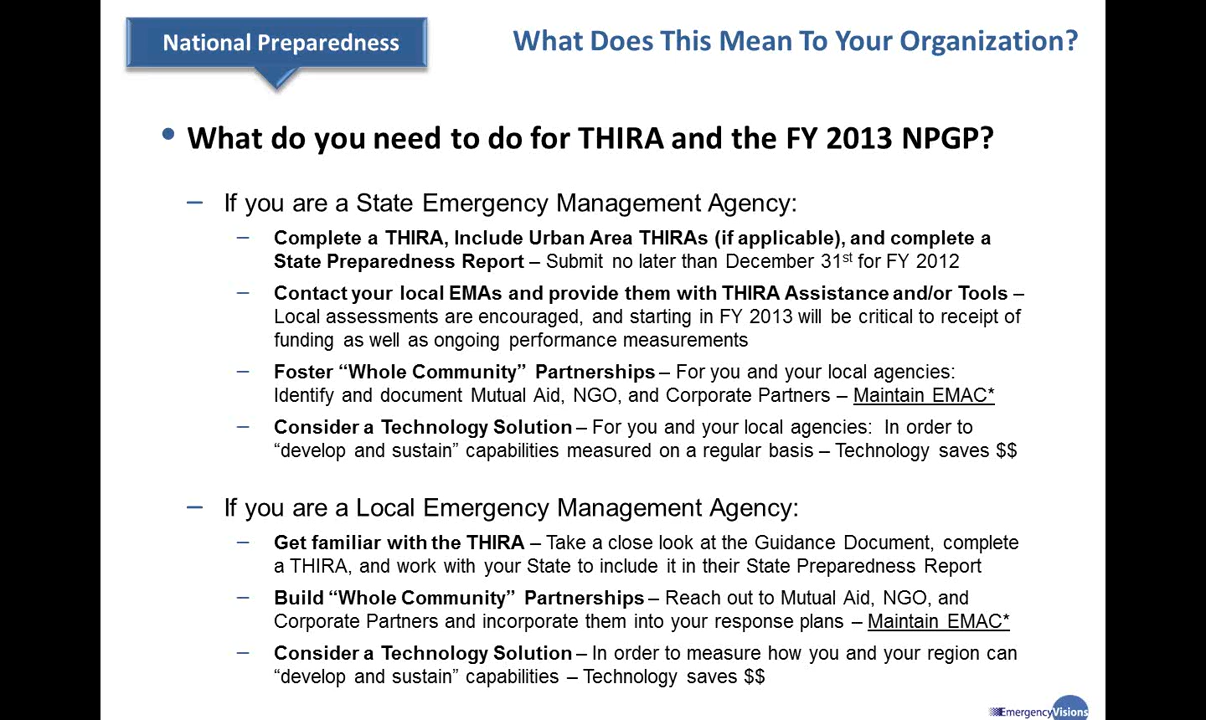 National Preparedness
What Does This Mean To Your Organization?
• What do you need to do for THIRA and the FY 2013 NPGP?
– If you are a State Emergency Management Agency:
– Complete a THIRA, Include Urban Area THIRAs (if applicable), and complete a
State Preparedness Report – Submit no later than December 31st for FY 2012
– Contact your local EMAs and provide them with THIRA Assistance and/or Tools –
Local assessments are encouraged, and starting in FY 2013 will be critical to receipt of
funding as well as ongoing performance measurements
– Foster “Whole Community” Partnerships – For you and your local agencies:
Identify and document Mutual Aid, NGO, and Corporate Partners – Maintain EMAC*
– Consider a Technology Solution – For you and your local agencies: In order to
“develop and sustain” capabilities measured on a regular basis – Technology saves $$
– If you are a Local Emergency Management Agency:
– Get familiar with the THIRA – Take a close look at the Guidance Document, complete
a THIRA, and work with your State to include it in their State Preparedness Report
– Build “Whole Community” Partnerships – Reach out to Mutual Aid, NGO, and
Corporate Partners and incorporate them into your response plans – Maintain EMAC*
– Consider a Technology Solution – In order to measure how you and your region can
“develop and sustain” capabilities – Technology saves $$
EmergencyVisions